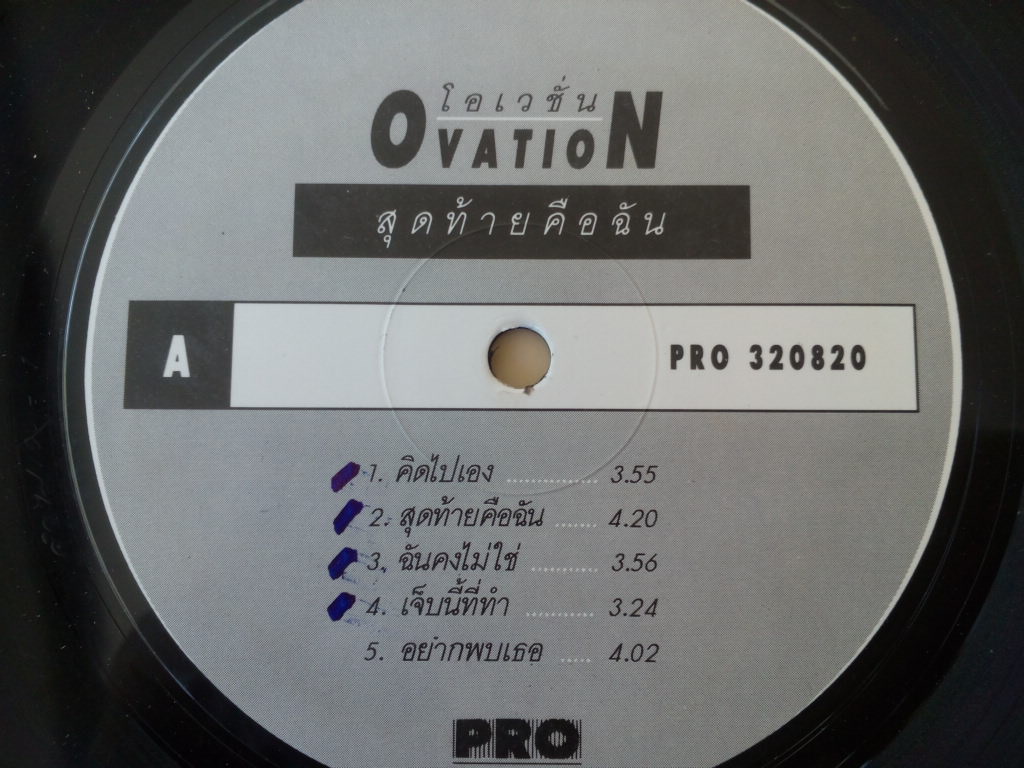 โอเวชั่น
OVATION
สุดท้ายคือฉัน
A
PRO 320820
1. คิดไปเอง ............... 3.55
2. สุดท้ายคือฉัน ....... 4.20
3. ฉันคงไม่ใช่ ........... 3.56
4. เจ็บนี้ที่ทำ ........... 3.24
5. อยากพบเธอ ..... 4.02
PRO